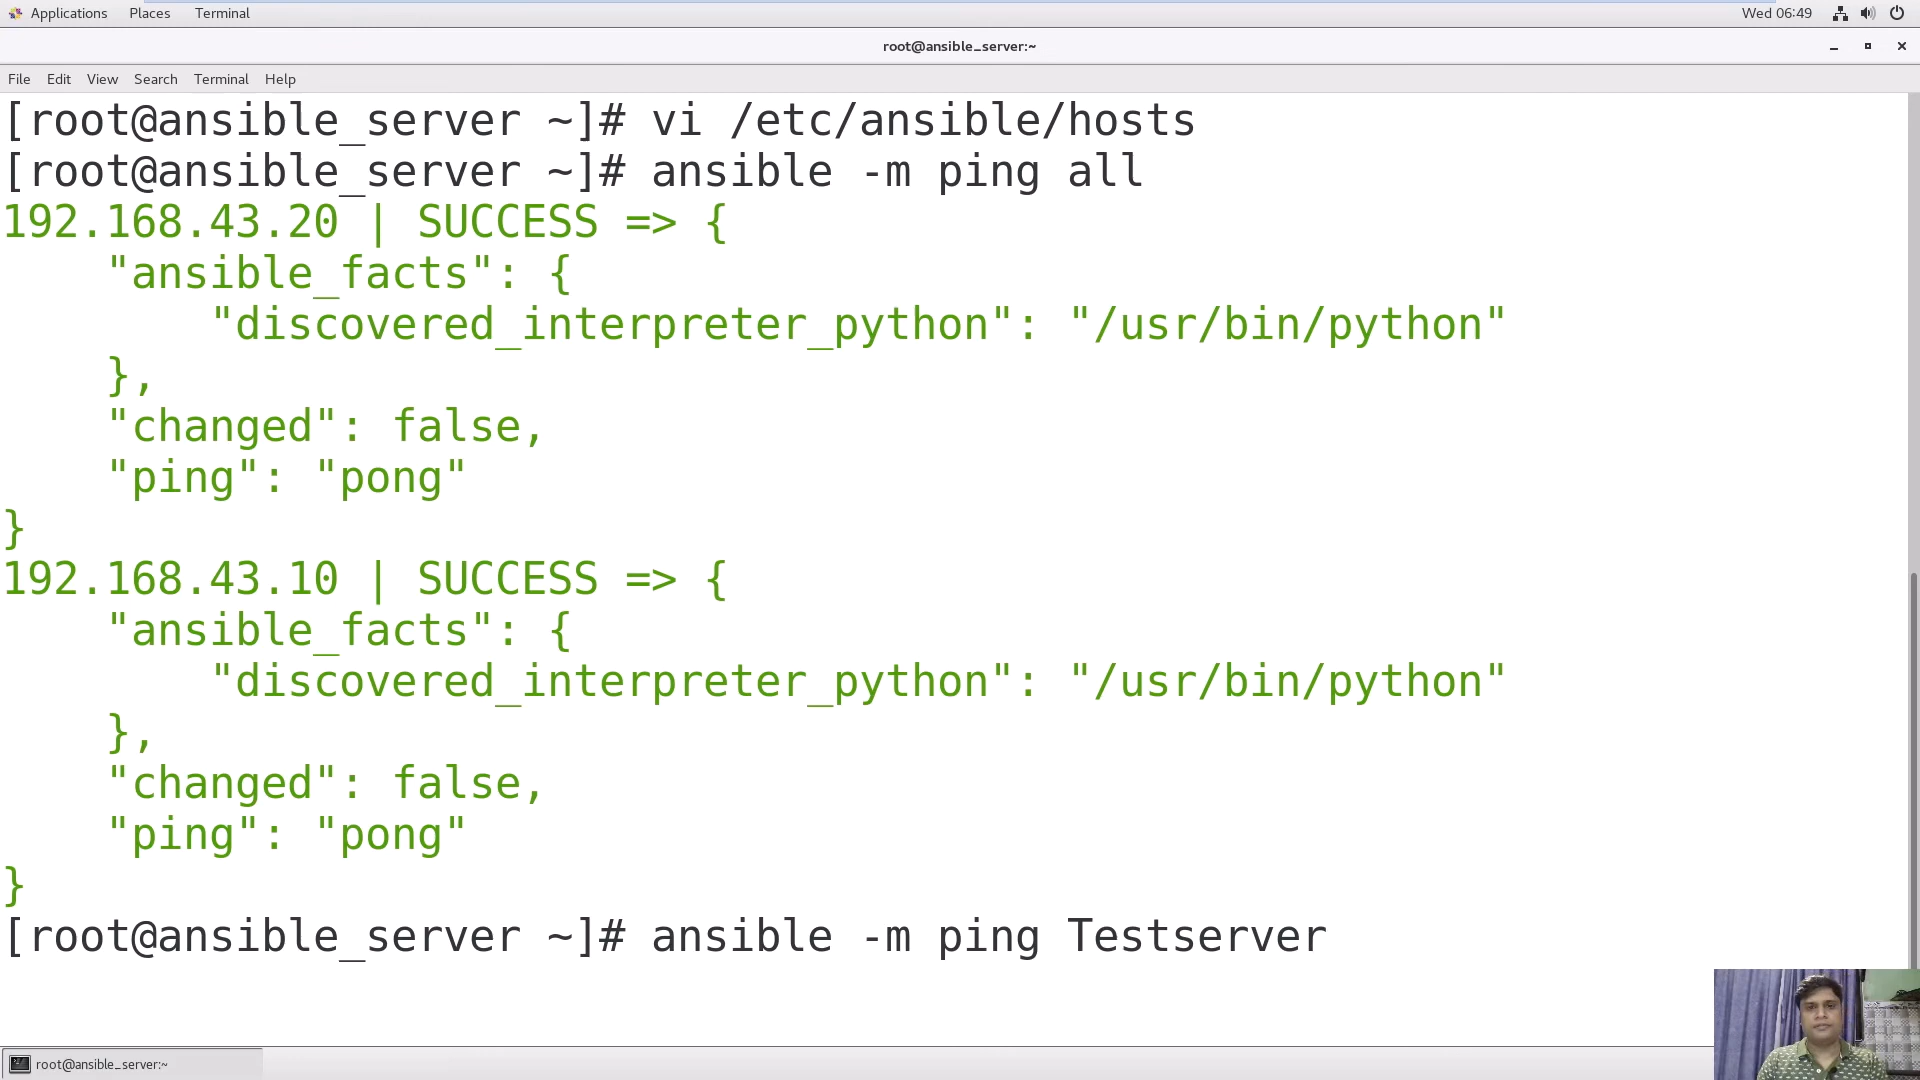 Applications Places Terminal Wed 06:49
root@ansible_server:~
File Edit View Search Terminal Help
[root@ansible_server ~]# vi /etc/ansible/hosts
[root@ansible_server ~]# ansible -m ping all
192.168.43.20 | SUCCESS => {
    "ansible_facts": {
        "discovered_interpreter_python": "/usr/bin/python"
    },
    "changed": false,
    "ping": "pong"
}
192.168.43.10 | SUCCESS => {
    "ansible_facts": {
        "discovered_interpreter_python": "/usr/bin/python"
    },
    "changed": false,
    "ping": "pong"
}
[root@ansible_server ~]# ansible -m ping Testserver
root@ansible_server:~